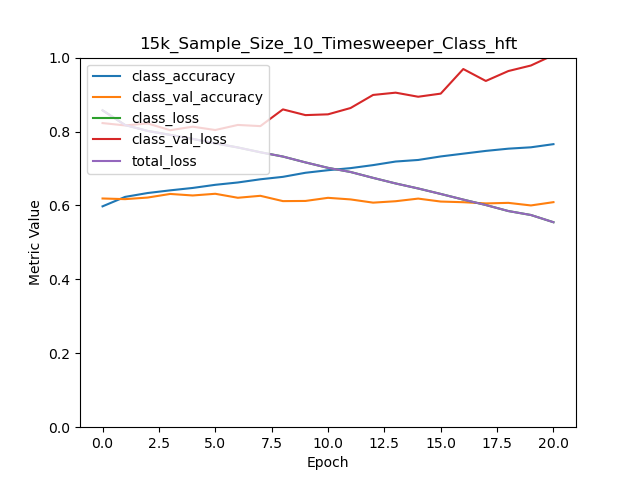 15k_Sample_Size_10_Timesweeper_Class_hft
1.0
0.8
0.6
0.4
0.2
0.0
Metric Value
class_accuracy
class_val_accuracy
class_loss
class_val_loss
total_loss
0.0 2.5 5.0 7.5 10.0 12.5 15.0 17.5 20.0
Epoch